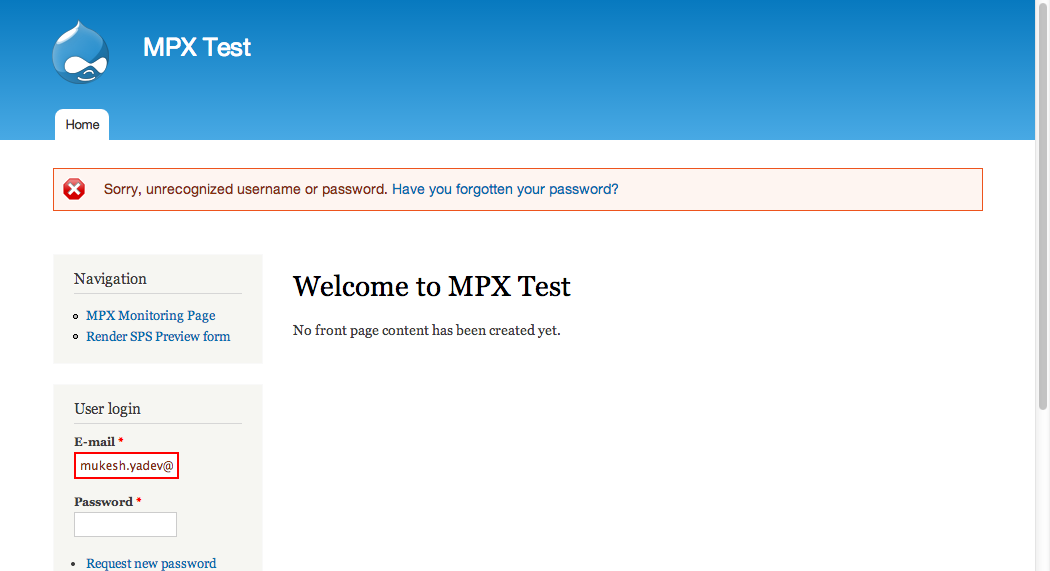 MPX Test
Home
Sorry, unrecognized username or password. Have you forgotten your password?
Navigation
MPX Monitoring Page
Render SPS Preview form
Welcome to MPX Test
No front page content has been created yet.
User login
E-mail *
mukesh.yadev@
Password *
Request new password